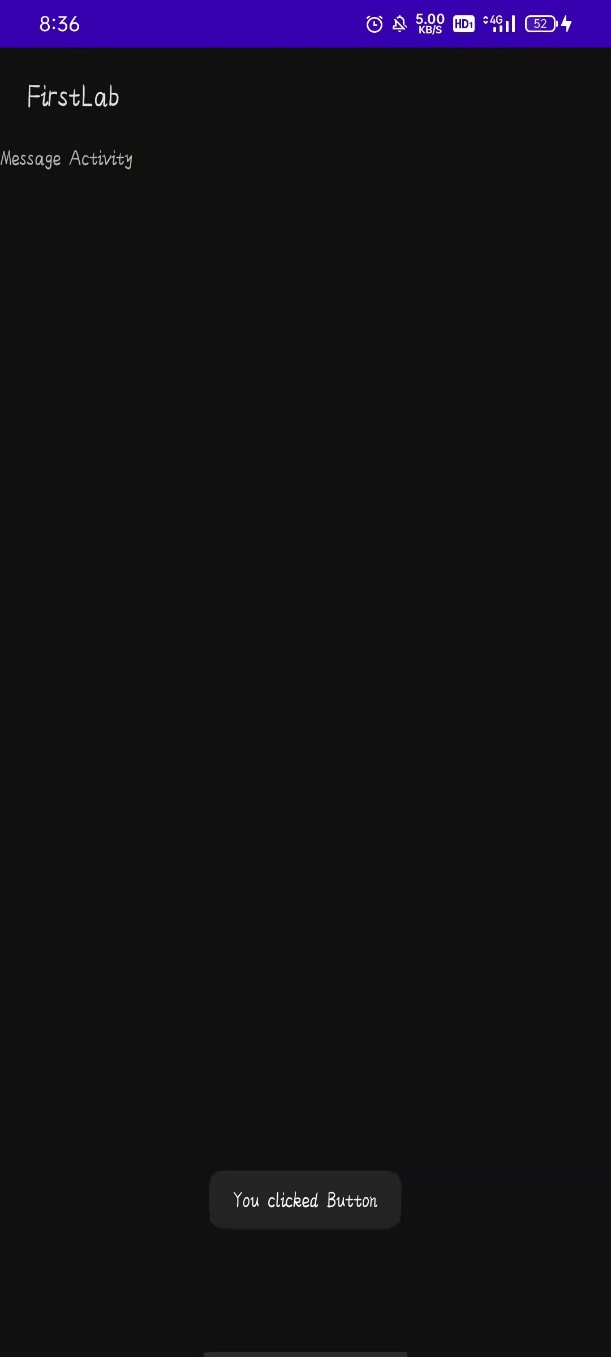 8:36
5.00
KB/S
HD1
4G
52
FirstLab
Message Activity
You clicked Button